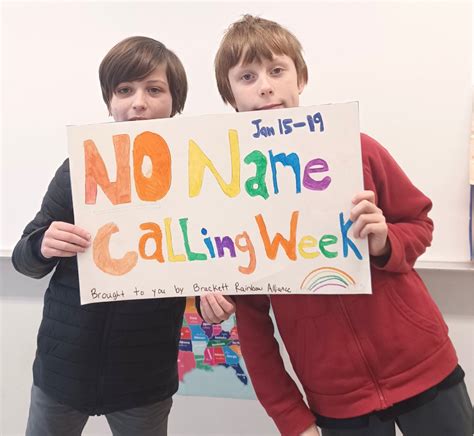 Jan 15-19
NO Name
Calling Week
Brought to you by Brackett Rainbow Alliance